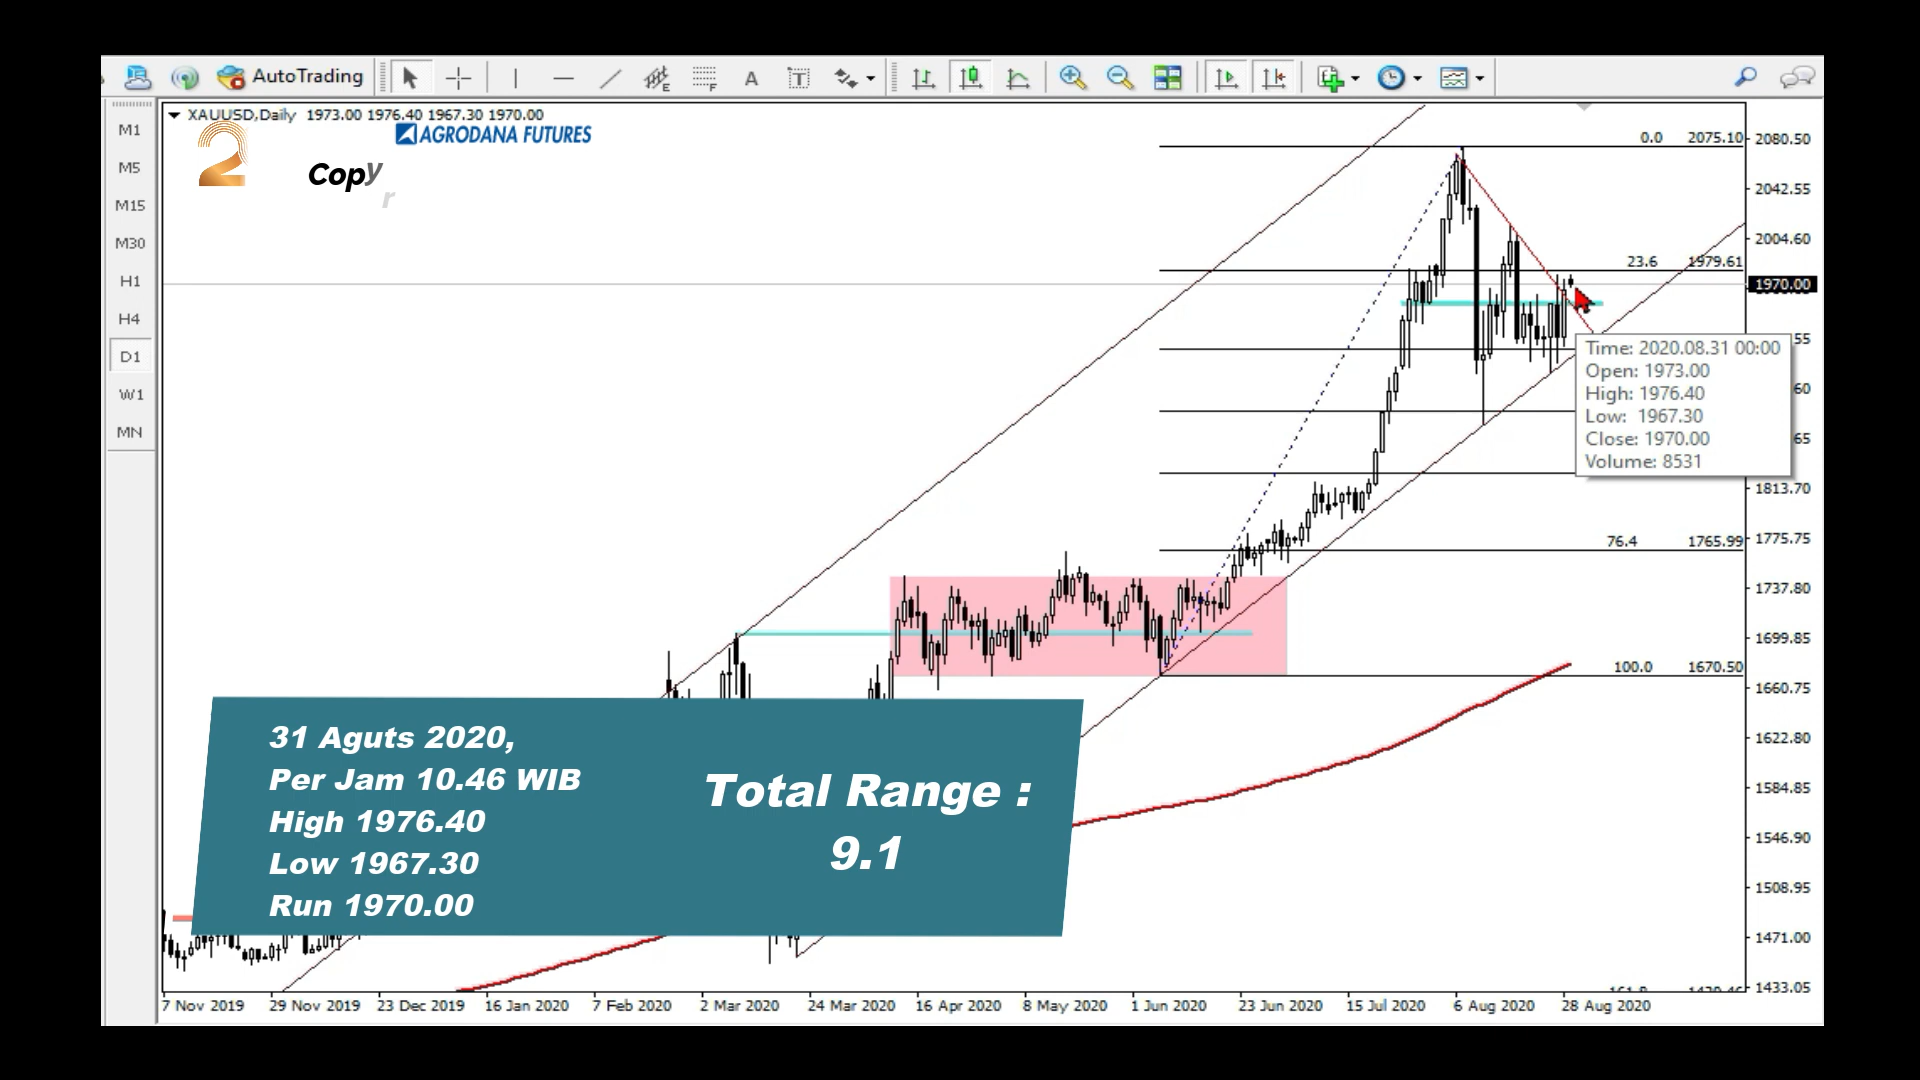 AutoTrading
A
T
E
F
M1
M5
M15
M30
H1
H4
D1
W1
MN
XAUUSD,Daily 1973.00 1976.40 1967.30 1970.00
AGRODANA FUTURES
2
Copyr
0.0 2075.10
23.6 1979.61
76.4 1765.99
100.0 1670.50
2080.50
2042.55
2004.60
1970.00
55
60
65
1813.70
1775.75
1737.80
1699.85
1660.75
1622.80
1584.85
1546.90
1508.95
1471.00
1433.05
Time: 2020.08.31 00:00
Open: 1973.00
High: 1976.40
Low: 1967.30
Close: 1970.00
Volume: 8531
31 Aguts 2020,
Per Jam 10.46 WIB
High 1976.40
Low 1967.30
Run 1970.00
Total Range :
9.1
7 Nov 2019 29 Nov 2019 23 Dec 2019 16 Jan 2020 7 Feb 2020 2 Mar 2020 24 Mar 2020 16 Apr 2020 8 May 2020 1 Jun 2020 23 Jun 2020 15 Jul 2020 6 Aug 2020 28 Aug 2020